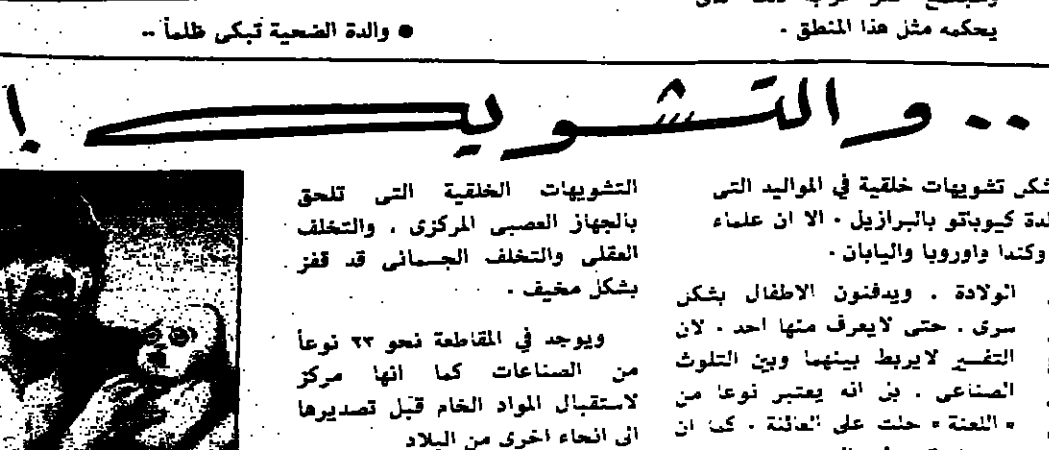 يحكمه مثل هذا المنطق .
● والدة الضحية تبكى ظلماً ..
.. و التشويه !
تشويهات خلقية في المواليد التى
كيوباتو بالبرازيل . الا ان علماء
وكندا واوروبا واليابان .
الولادة . ويدفنون الاطفال بشكل
سرى . حتى لايعرف منها احد . لان
التفسير لايربط بينهما وبين التلوث
الصناعى . بل انه يعتبر نوعا من
« اللعنة » حلت على العائلة . كما ان
التشويهات الخلقية التى تلحق
بالجهاز العصبى المركزى . والتخلف
العقلى والتخلف الجسمانى قد قفز
بشكل مخيف .
ويوجد في المقاطعة نحو ٢٣ نوعاً
من الصناعات كما انها مركز
لاستقبال المواد الخام قبل تصديرها
الى انحاء اخرى من البلاد